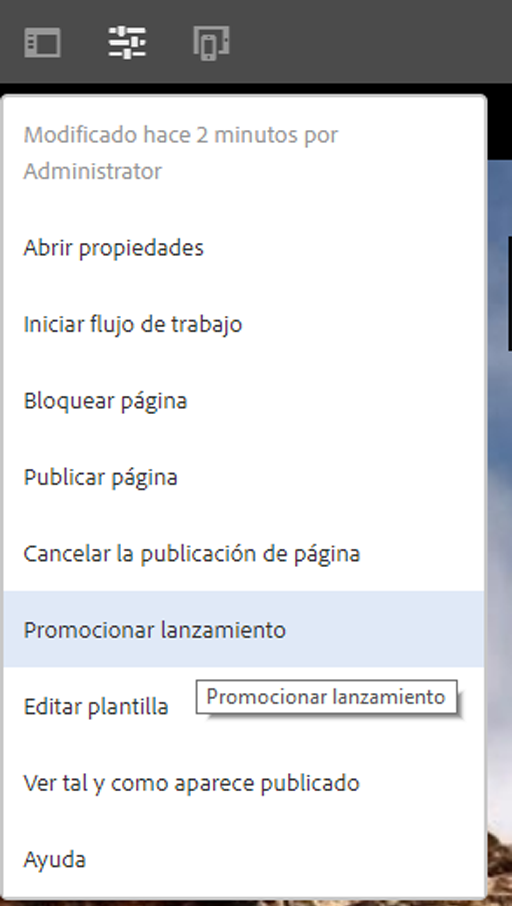 Modificado hace 2 minutos por
Administrator
Abrir propiedades
Iniciar flujo de trabajo
Bloquear página
Publicar página
Cancelar la publicación de página
Promocionar lanzamiento
Editar plantilla
Promocionar lanzamiento
Ver tal y como aparece publicado
Ayuda